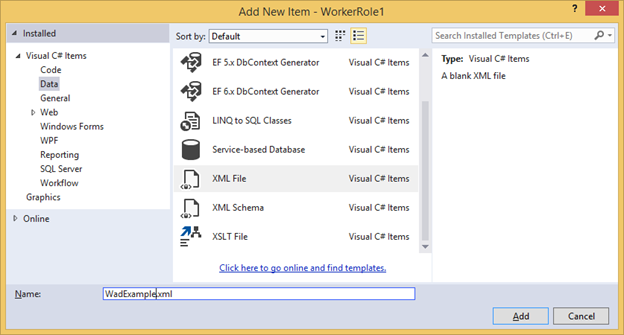 Add New Item - WorkerRole1
? ×
Installed
Sort by: Default
Search Installed Templates (Ctrl+E)
Visual C# Items
Code
Data
General
Web
Windows Forms
WPF
Reporting
SQL Server
Workflow
Graphics
Online
EF 5.x DbContext Generator Visual C# Items
EF 6.x DbContext Generator Visual C# Items
LINQ to SQL Classes Visual C# Items
Service-based Database Visual C# Items
XML File Visual C# Items
XML Schema Visual C# Items
XSLT File Visual C# Items
Click here to go online and find templates.
Type: Visual C# Items
A blank XML file
Name: WadExample.xml
Add Cancel